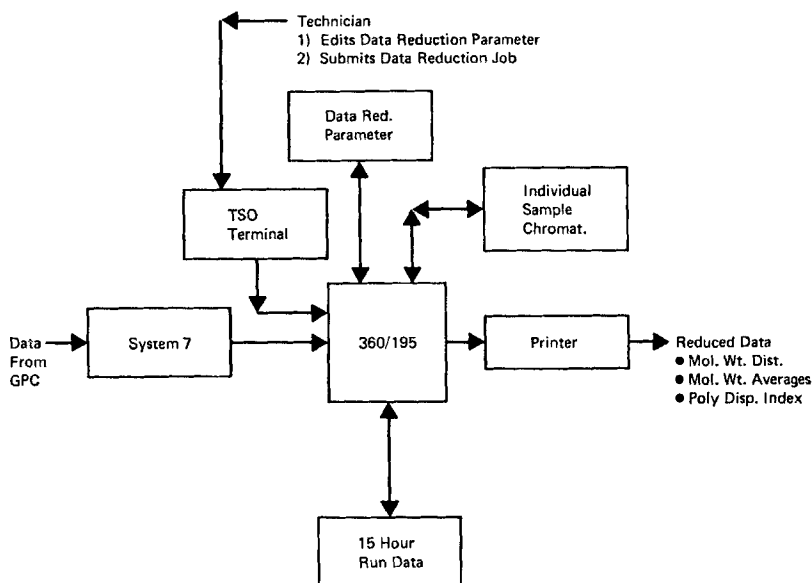 Technician
1) Edits Data Reduction Parameter
2) Submits Data Reduction Job
Data Red.
Parameter
Individual
Sample
Chromat.
TSO
Terminal
Data
From
GPC
System 7
360/195
Printer
Reduced Data
● Mol. Wt. Dist.
● Mol. Wt. Averages
● Poly Disp. Index
15 Hour
Run Data